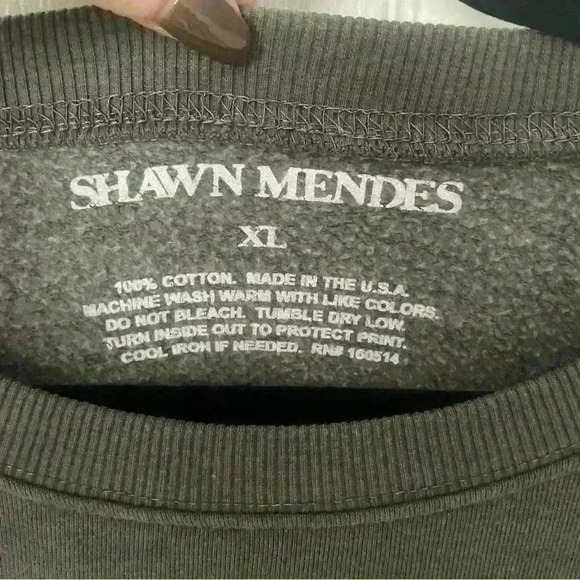 SHAWN MENDES
XL
100% COTTON. MADE IN THE U.S.A.
MACHINE WASH WARM WITH LIKE COLORS.
DO NOT BLEACH. TUMBLE DRY LOW.
TURN INSIDE OUT TO PROTECT PRINT.
COOL IRON IF NEEDED. RN# 160514